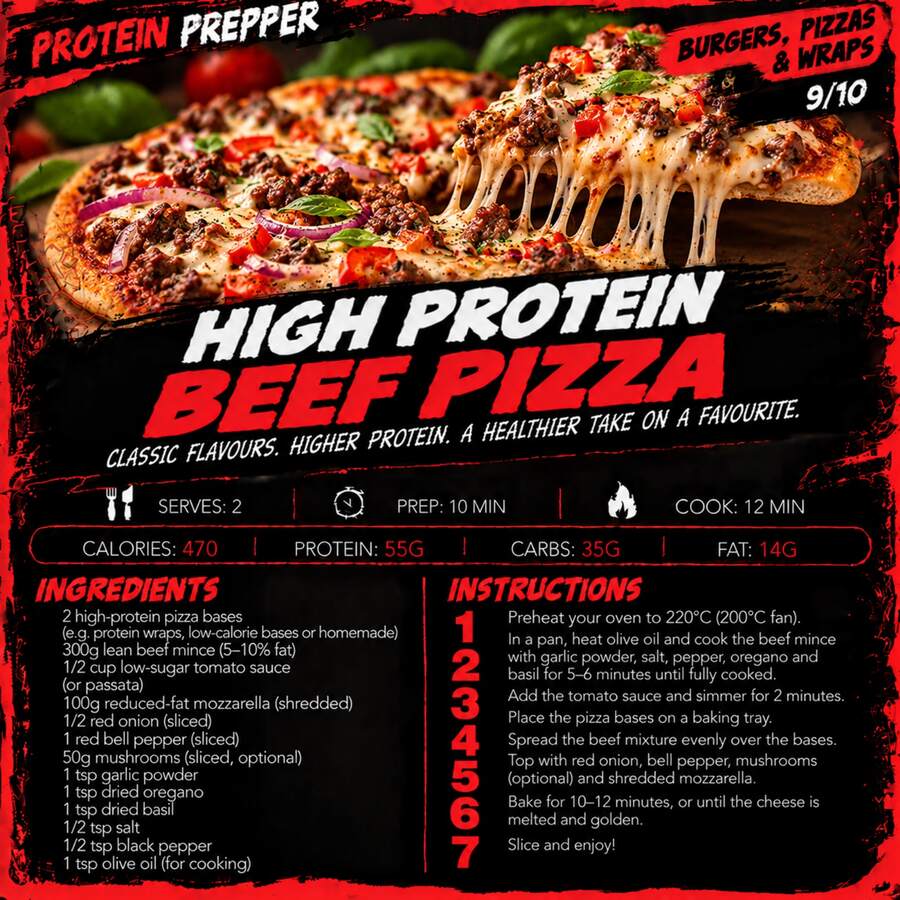 PROTEIN PREPPER
BURGERS, PIZZAS
& WRAPS
9/10
HIGH PROTEIN
BEEF PIZZA
CLASSIC FLAVOURS. HIGHER PROTEIN. A HEALTHIER TAKE ON A FAVOURITE.
SERVES: 2
PREP: 10 MIN
COOK: 12 MIN
CALORIES: 470
PROTEIN: 55G
CARBS: 35G
FAT: 14G
INGREDIENTS
2 high-protein pizza bases
(e.g. protein wraps, low-calorie bases or homemade)
300g lean beef mince (5–10% fat)
1/2 cup low-sugar tomato sauce
(or passata)
100g reduced-fat mozzarella (shredded)
1/2 red onion (sliced)
1 red bell pepper (sliced)
50g mushrooms (sliced, optional)
1 tsp garlic powder
1 tsp dried oregano
1 tsp dried basil
1/2 tsp salt
1/2 tsp black pepper
1 tsp olive oil (for cooking)
INSTRUCTIONS
1
2
3
4
5
6
7
Preheat your oven to 220°C (200°C fan).
In a pan, heat olive oil and cook the beef mince
with garlic powder, salt, pepper, oregano and
basil for 5–6 minutes until fully cooked.
Add the tomato sauce and simmer for 2 minutes.
Place the pizza bases on a baking tray.
Spread the beef mixture evenly over the bases.
Top with red onion, bell pepper, mushrooms
(optional) and shredded mozzarella.
Bake for 10–12 minutes, or until the cheese is
melted and golden.
Slice and enjoy!